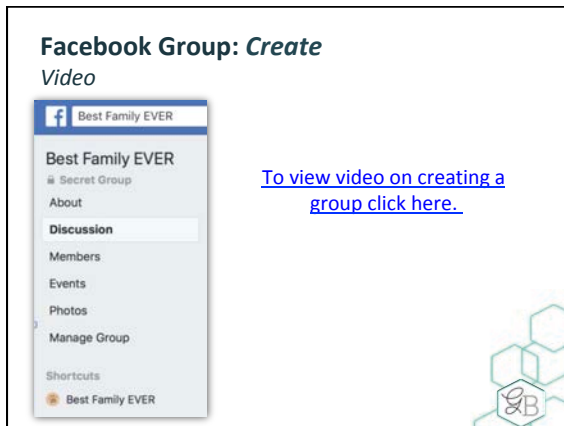 Facebook Group: Create
Video
Best Family EVER
Best Family EVER
Secret Group
About
Discussion
Members
Events
Photos
Manage Group
Shortcuts
Best Family EVER
To view video on creating a
group click here.
GB